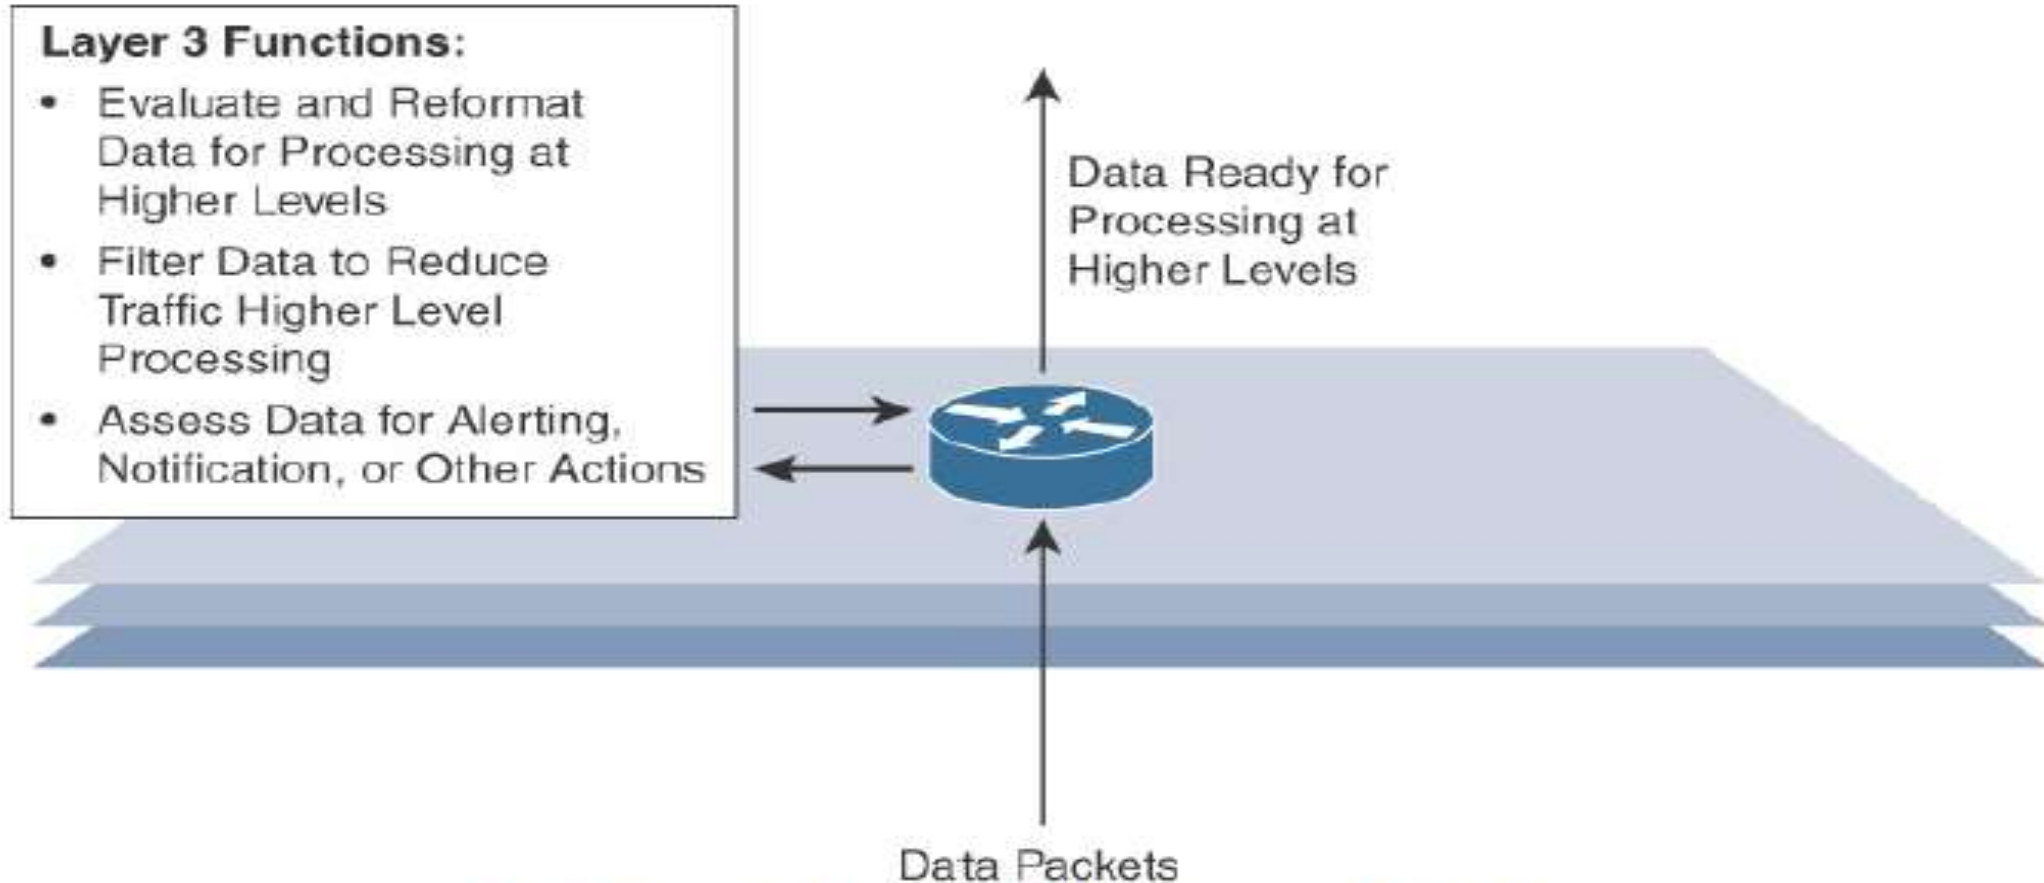 Layer 3 Functions:
• Evaluate and Reformat
Data for Processing at
Higher Levels
• Filter Data to Reduce
Traffic Higher Level
Processing
• Assess Data for Alerting,
Notification, or Other Actions
Data Ready for
Processing at
Higher Levels
Data Packets